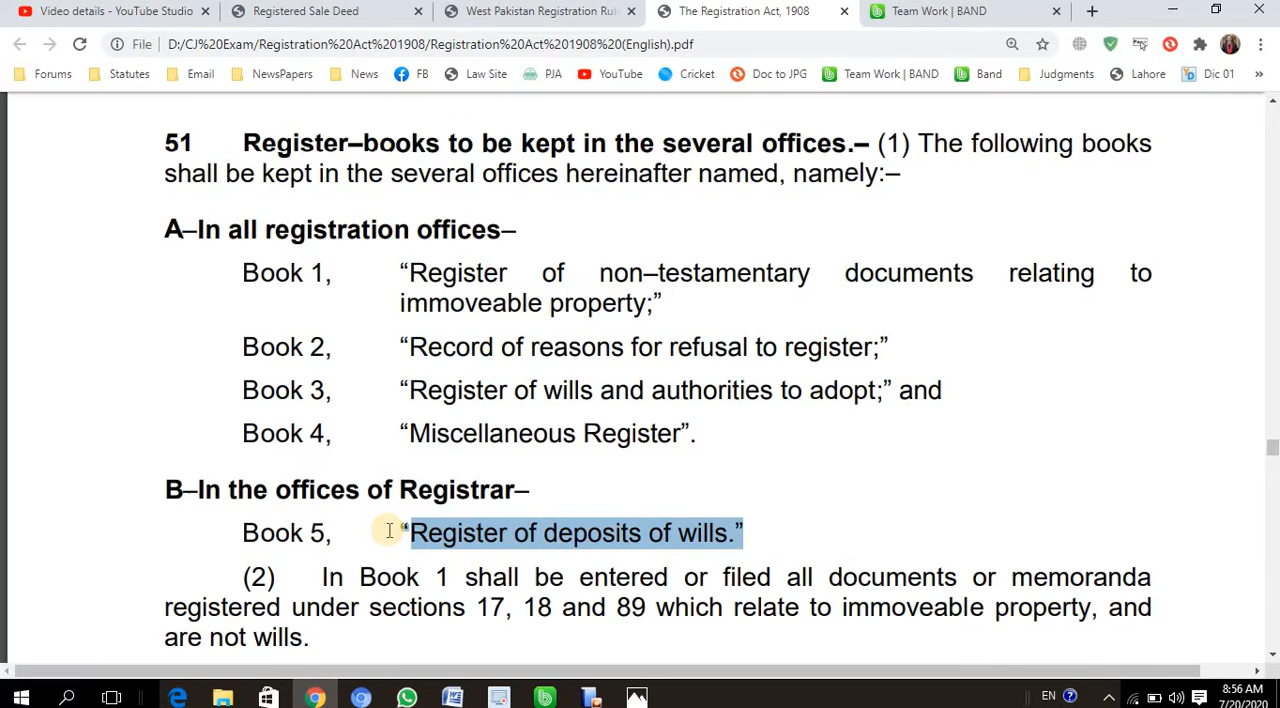 Video details - YouTube Studio
Registered Sale Deed
West Pakistan Registration Rul
The Registration Act, 1908
Team Work | BAND
File
D:/CJ%20Exam/Registration%20Act%201908/Registration%20Act%201908%20(English).pdf
Forums
Statutes
Email
NewsPapers
News
FB
Law Site
PJA
YouTube
Cricket
Doc to JPG
Team Work | BAND
Band
Judgments
Lahore
Dic 01
»
51 Register–books to be kept in the several offices.– (1) The following books
shall be kept in the several offices hereinafter named, namely:–
A–In all registration offices–
Book 1, “Register of non–testamentary documents relating to
immoveable property;”
Book 2, “Record of reasons for refusal to register;”
Book 3, “Register of wills and authorities to adopt;” and
Book 4, “Miscellaneous Register”.
B–In the offices of Registrar–
Book 5, “Register of deposits of wills.”
(2) In Book 1 shall be entered or filed all documents or memoranda
registered under sections 17, 18 and 89 which relate to immoveable property, and
are not wills.
EN
8:56 AM
7/20/2020